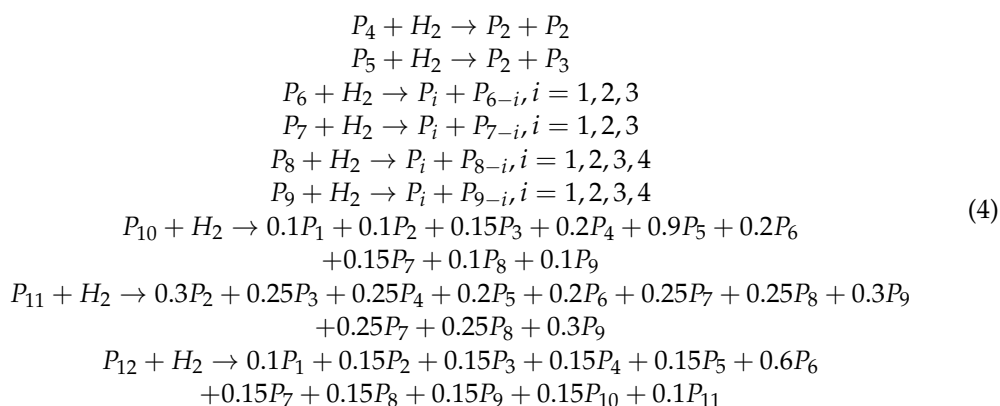 P₄ + H₂ → P₂ + P₂
P₅ + H₂ → P₂ + P₃
P₆ + H₂ → Pᵢ + P₆₋ᵢ, i = 1, 2, 3
P₇ + H₂ → Pᵢ + P₇₋ᵢ, i = 1, 2, 3
P₈ + H₂ → Pᵢ + P₈₋ᵢ, i = 1, 2, 3, 4
P₉ + H₂ → Pᵢ + P₉₋ᵢ, i = 1, 2, 3, 4
P₁₀ + H₂ → 0.1P₁ + 0.1P₂ + 0.15P₃ + 0.2P₄ + 0.9P₅ + 0.2P₆
+0.15P₇ + 0.1P₈ + 0.1P₉
P₁₁ + H₂ → 0.3P₂ + 0.25P₃ + 0.25P₄ + 0.2P₅ + 0.2P₆ + 0.25P₇ + 0.25P₈ + 0.3P₉
+0.25P₇ + 0.25P₈ + 0.3P₉
P₁₂ + H₂ → 0.1P₁ + 0.15P₂ + 0.15P₃ + 0.15P₄ + 0.15P₅ + 0.6P₆
+0.15P₇ + 0.15P₈ + 0.15P₉ + 0.15P₁₀ + 0.1P₁₁
(4)